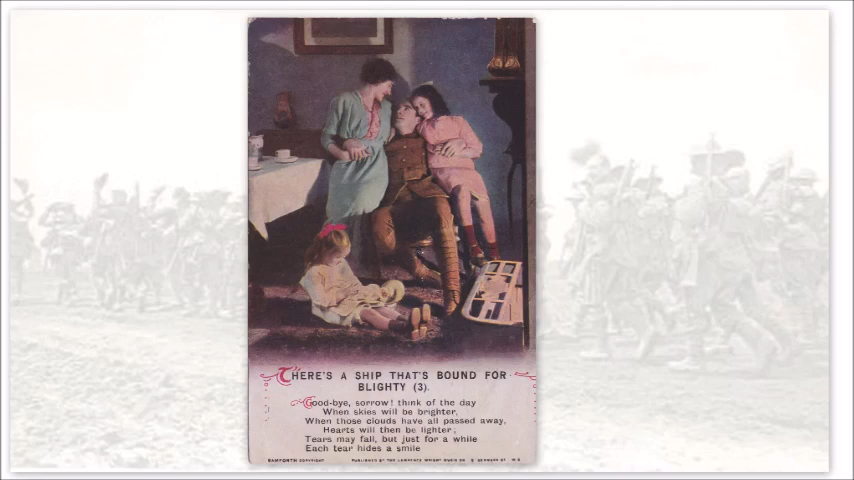 THERE'S A SHIP THAT'S BOUND FOR
BLIGHTY (3).
Good-bye, sorrow! think of the day
When skies will be brighter,
When those clouds have all passed away,
Hearts will then be lighter;
Tears may fall, but just for a while
Each tear hides a smile
BAMFORTH COPYRIGHT
PUBLISHED BY THE LAWRENCE WRIGHT MUSIC CO